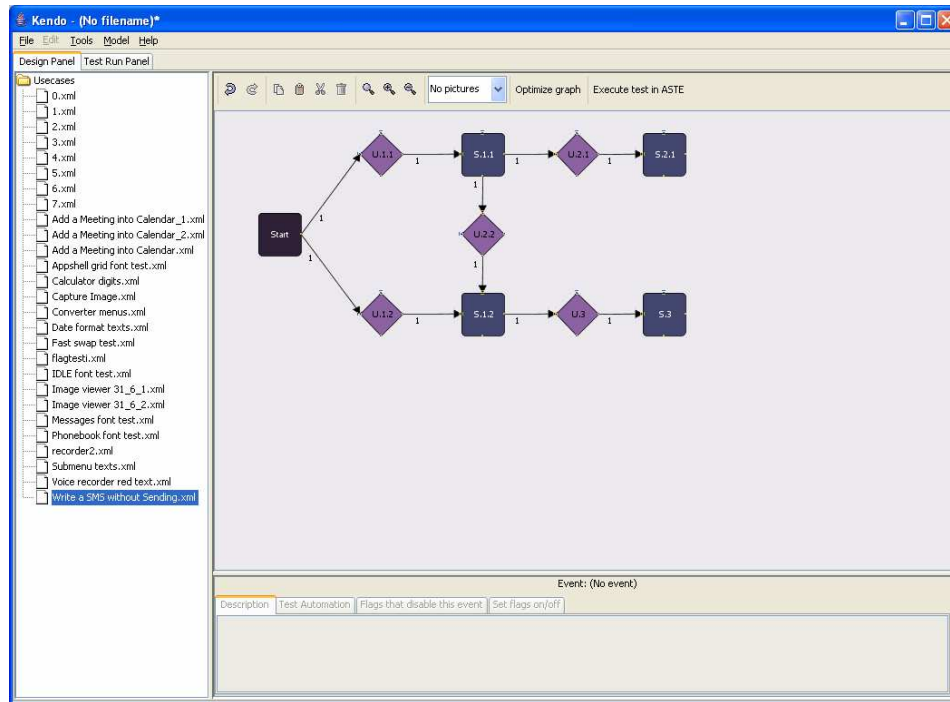 Kendo - (No filename)*
File Edit Tools Model Help
Design Panel Test Run Panel
Usecases
0.xml
1.xml
2.xml
3.xml
4.xml
5.xml
6.xml
7.xml
Add a Meeting into Calendar_1.xml
Add a Meeting into Calendar_2.xml
Add a Meeting into Calendar.xml
Appshell grid font test.xml
Calculator digits.xml
Capture Image.xml
Converter menus.xml
Date format texts.xml
Fast swap test.xml
flagtesti.xml
IDLE font test.xml
Image viewer 31_6_1.xml
Image viewer 31_6_2.xml
Messages font test.xml
Phonebook font test.xml
recorder2.xml
Submenu texts.xml
Voice recorder red text.xml
Write a SMS without Sending.xml
No pictures Optimize graph Execute test in ASTE
U.1.1 1 S.1.1 1 U.2.1 1 S.2.1
1
1
Start U.2.2
1
1
U.1.2 1 S.1.2 1 U.3 1 S.3
Event: (No event)
Description Test Automation Flags that disable this event Set flags on/off